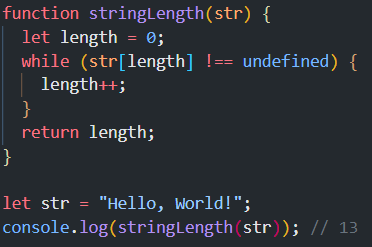 function stringLength(str) {
  let length = 0;
  while (str[length] !== undefined) {
    length++;
  }
  return length;
}

let str = "Hello, World!";
console.log(stringLength(str)); // 13